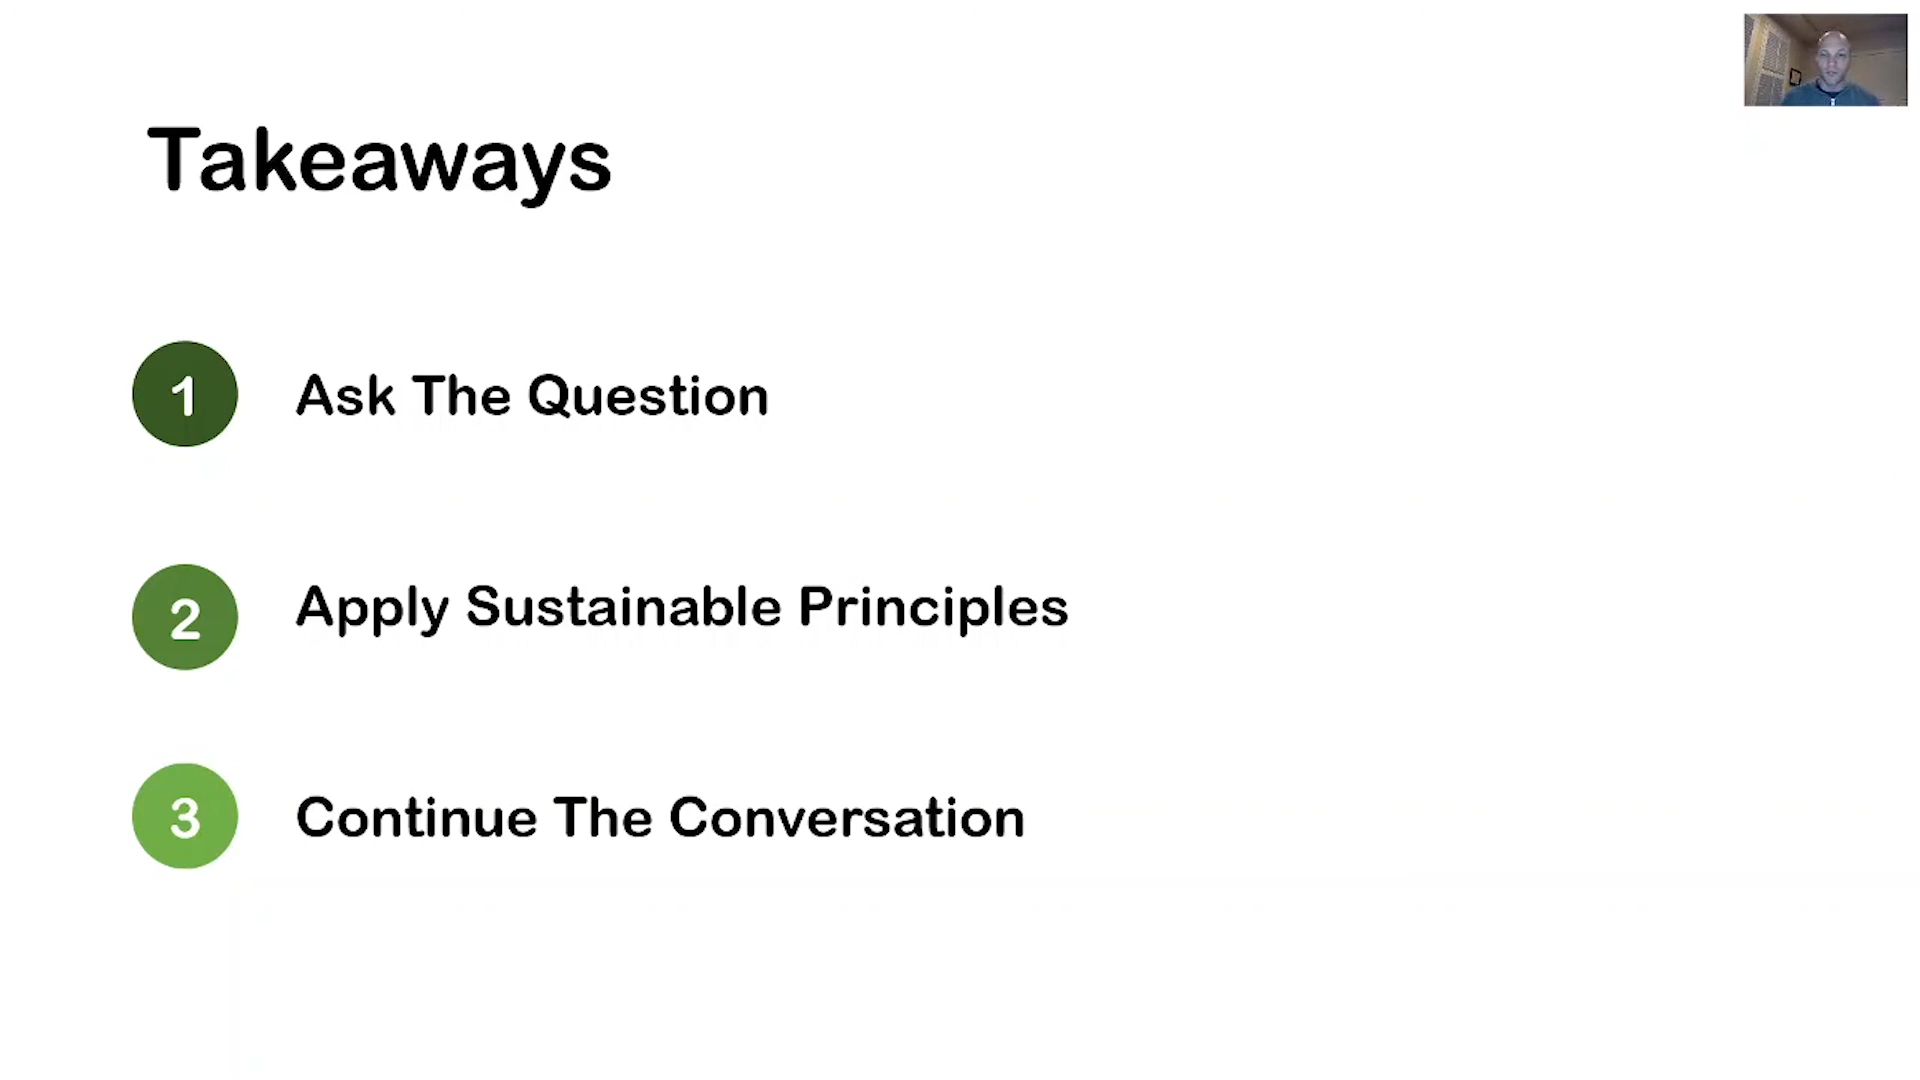 Takeaways
1 Ask The Question
2 Apply Sustainable Principles
3 Continue The Conversation